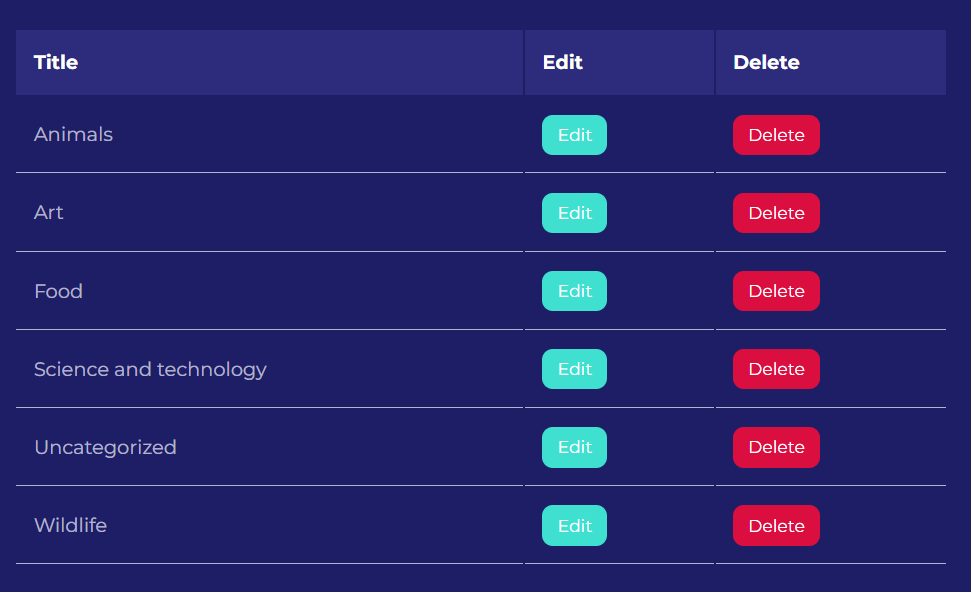 Title Edit Delete
Animals Edit Delete
Art Edit Delete
Food Edit Delete
Science and technology Edit Delete
Uncategorized Edit Delete
Wildlife Edit Delete